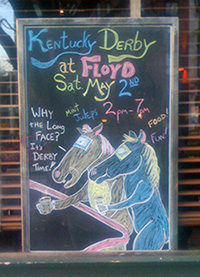 Kentucky Derby
at FLOYD
Sat. May 2ND
Mint Juleps
2pm-7pm
WHY the Long FACE?
It's DERBY TIME!
FOOD!
Fun!